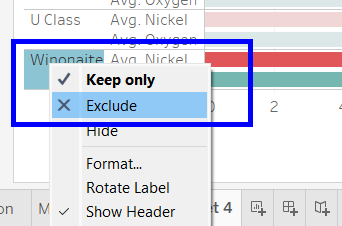 Avg. Oxygen
U Class Avg. Nickel
Avg. Oxygen
Winonaite Avg. Nickel
Keep only
Exclude
0 2 4
Hide
Format...
Rotate Label
Show Header